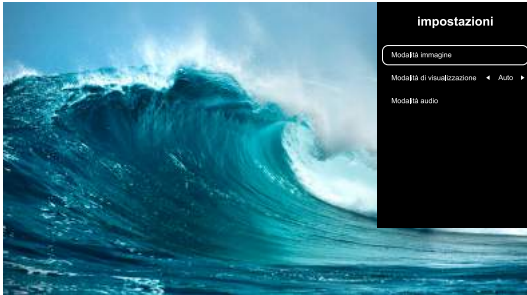 impostazioni
Modalità immagine
Modalità di visualizzazione ◀ Auto ▶
Modalità audio